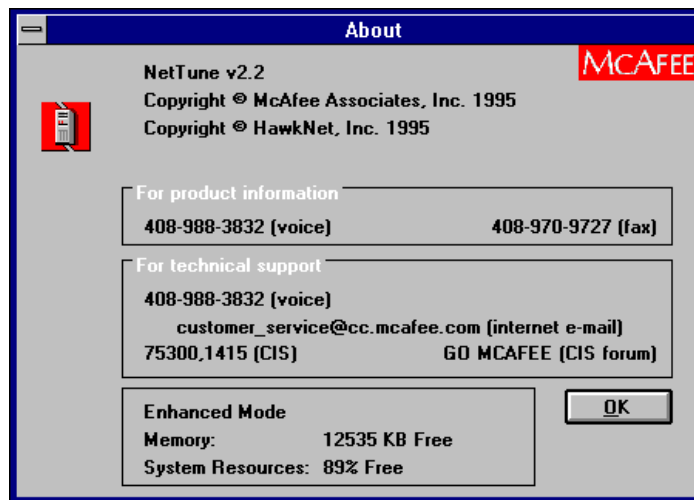 About
McAFEE
NetTune v2.2
Copyright © McAfee Associates, Inc. 1995
Copyright © HawkNet, Inc. 1995
For product information
408-988-3832 (voice) 408-970-9727 (fax)
For technical support
408-988-3832 (voice)
customer_service@cc.mcafee.com (internet e-mail)
75300,1415 (CIS) GO MCAFEE (CIS forum)
Enhanced Mode
Memory: 12535 KB Free
System Resources: 89% Free
OK